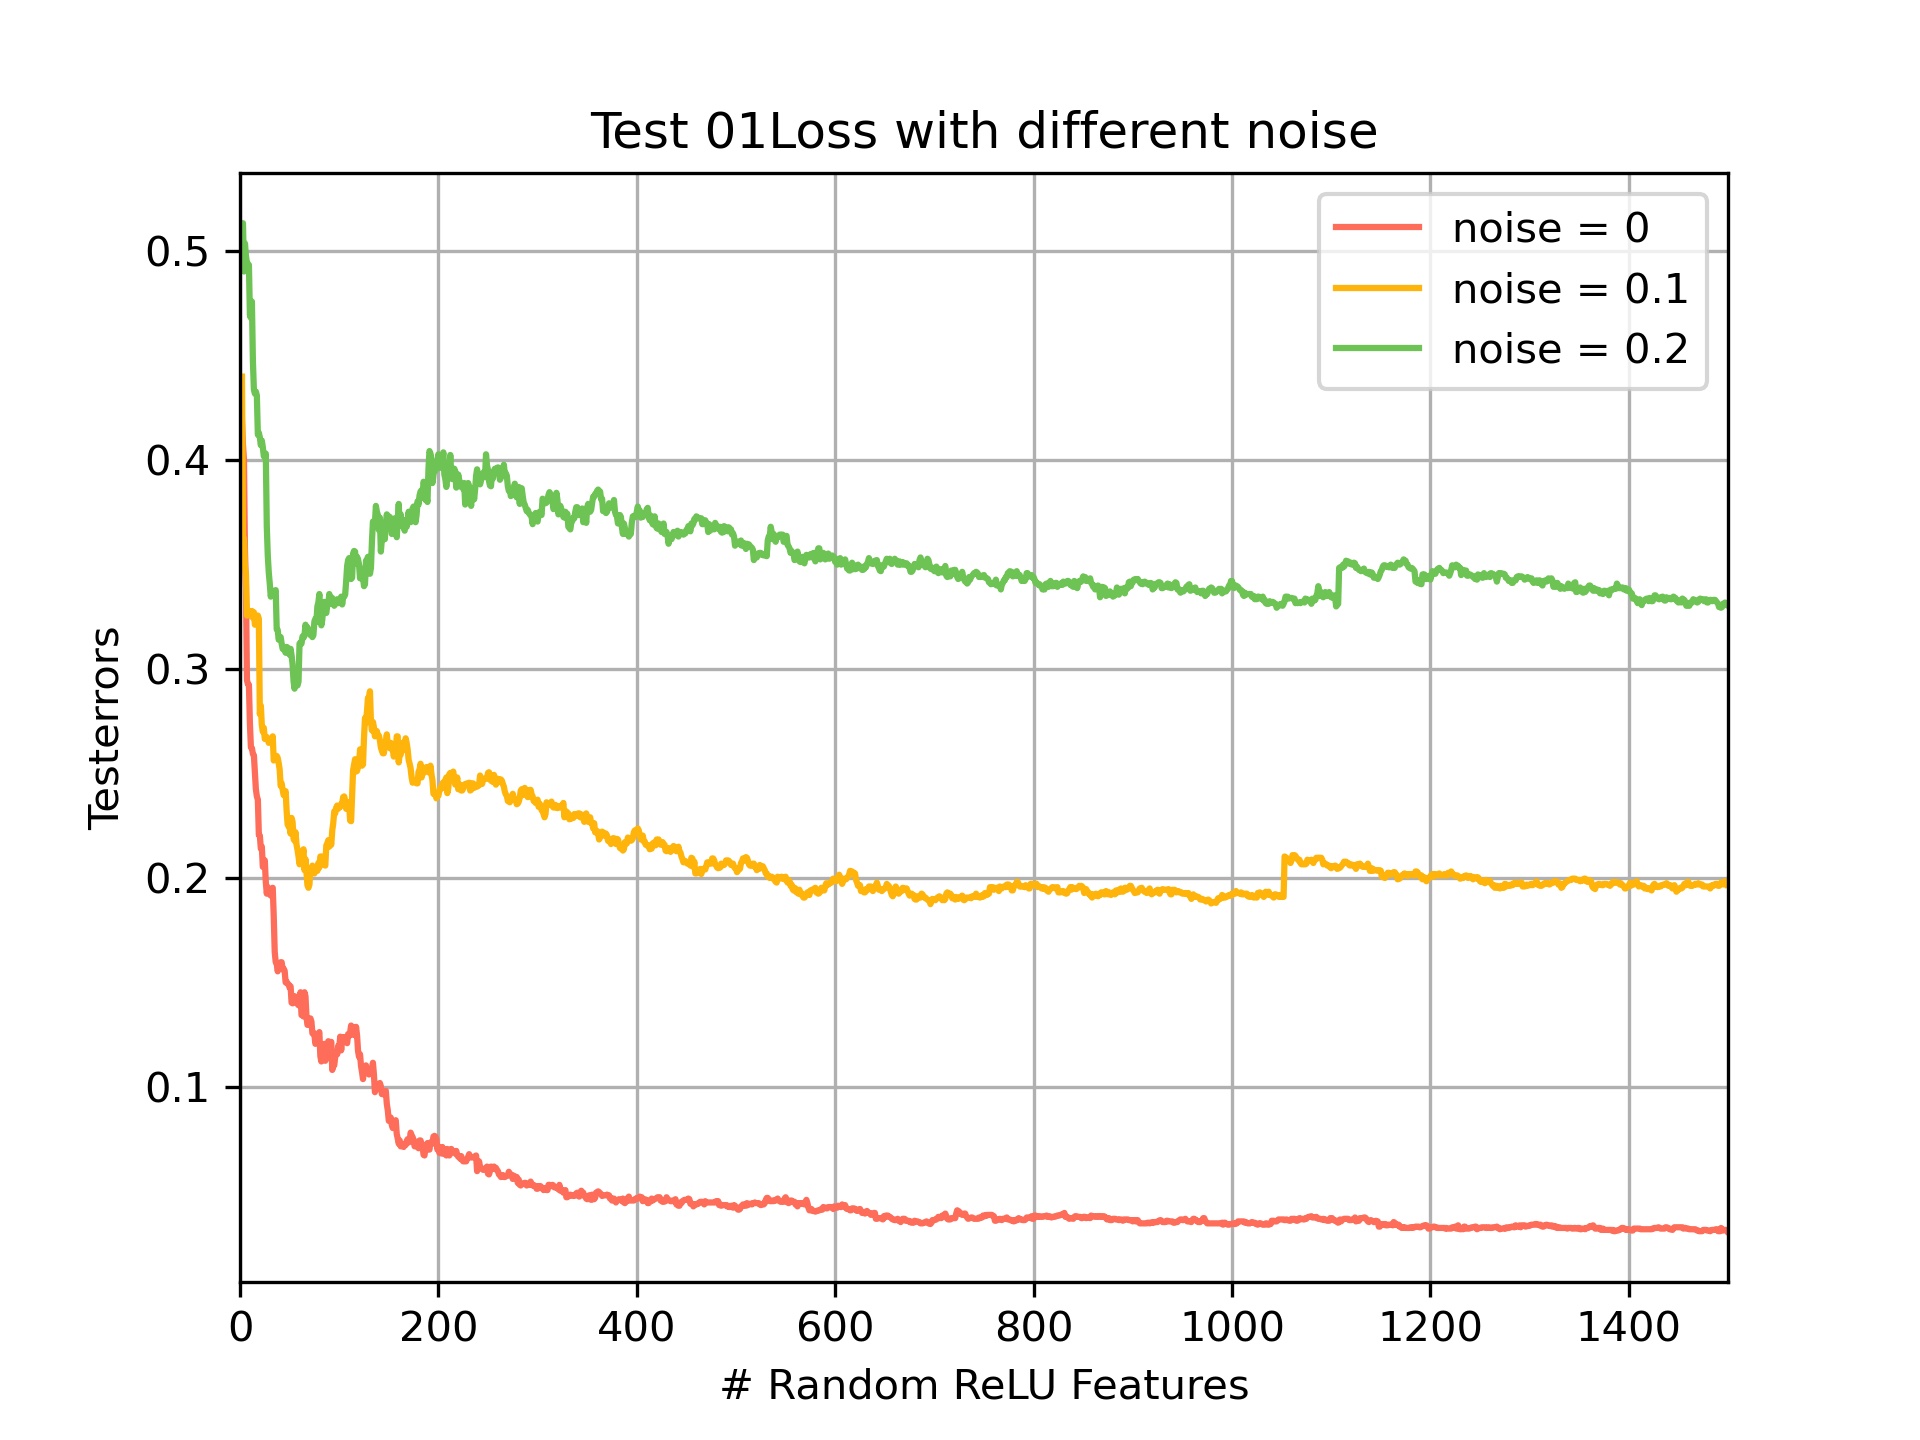 Test 01Loss with different noise
noise = 0
noise = 0.1
noise = 0.2
0.5
0.4
0.3
0.2
0.1
Testerrors
0 200 400 600 800 1000 1200 1400
# Random ReLU Features